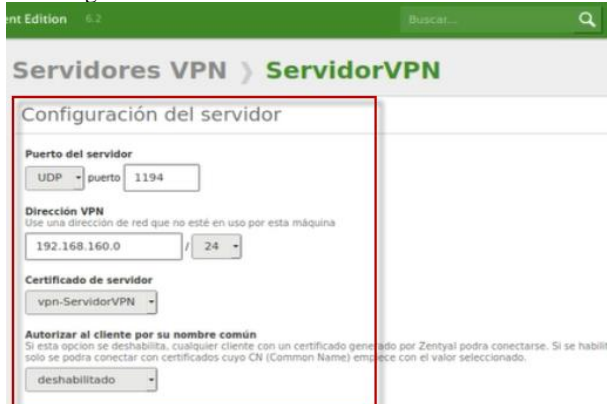 nt Edition 6.2 Buscar...
Servidores VPN ServidorVPN
Configuración del servidor
Puerto del servidor
UDP puerto 1194
Dirección VPN
Use una dirección de red que no esté en uso por esta máquina
192.168.160.0 / 24
Certificado de servidor
vpn-ServidorVPN
Autorizar al cliente por su nombre común
Si esta opción se deshabilita, cualquier cliente con un certificado generado por Zentyal podra conectarse. Si se habilit
solo se podra conectar con certificados cuyo CN (Common Name) empiece con el valor seleccionado.
deshabilitado